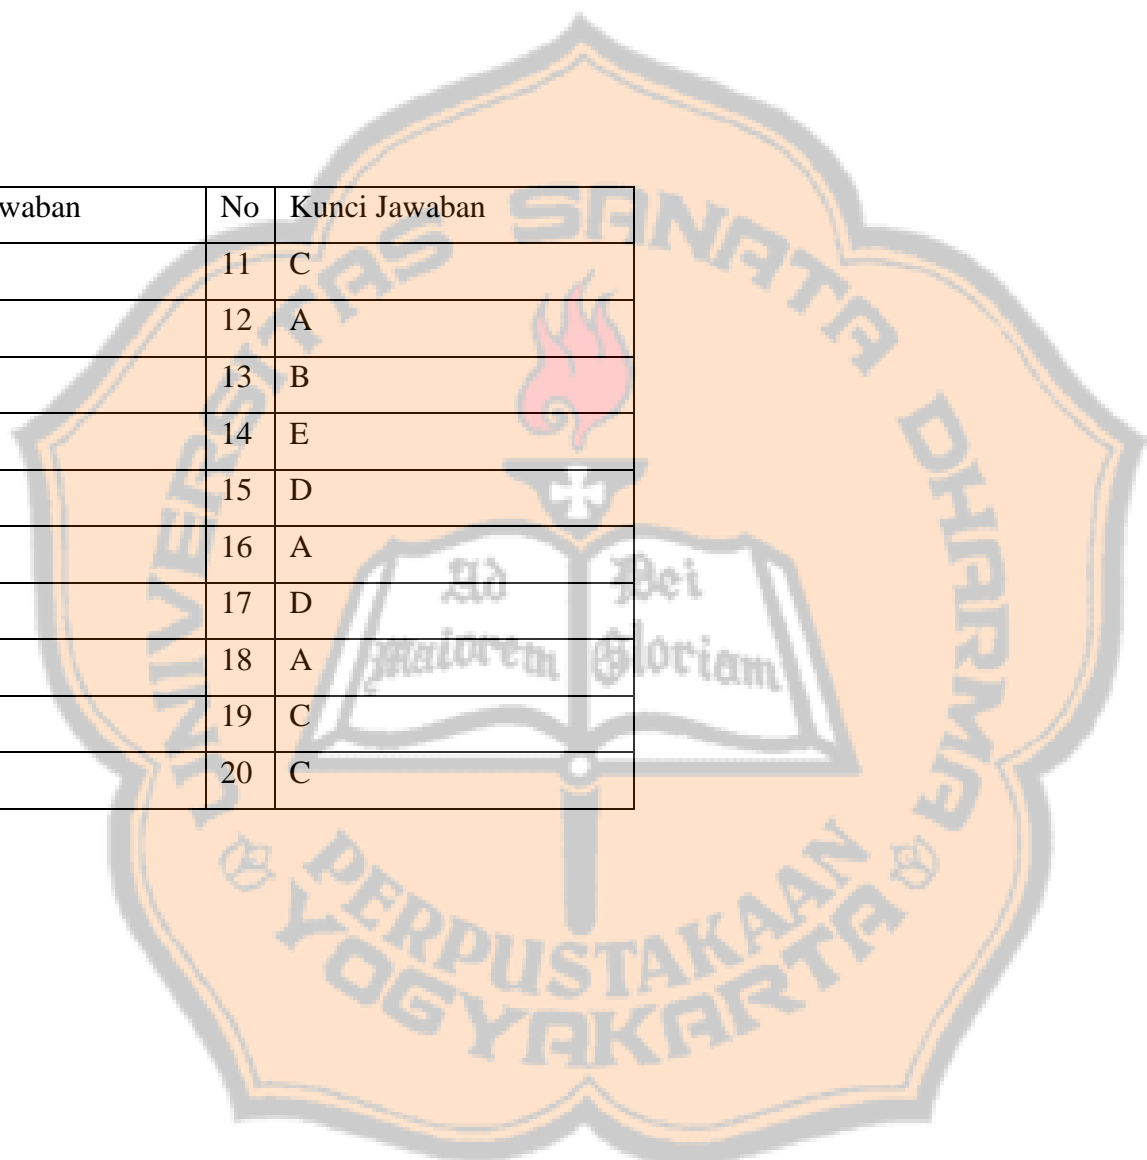 waban No Kunci Jawaban
11 C
12 A
13 B
14 E
15 D
16 A
17 D
18 A
19 C
20 C
UNIVERSITAS SANATA DHARMA
Ad Dei
Maiorem Gloriam
PERPUSTAKAAN
YOGYAKARTA